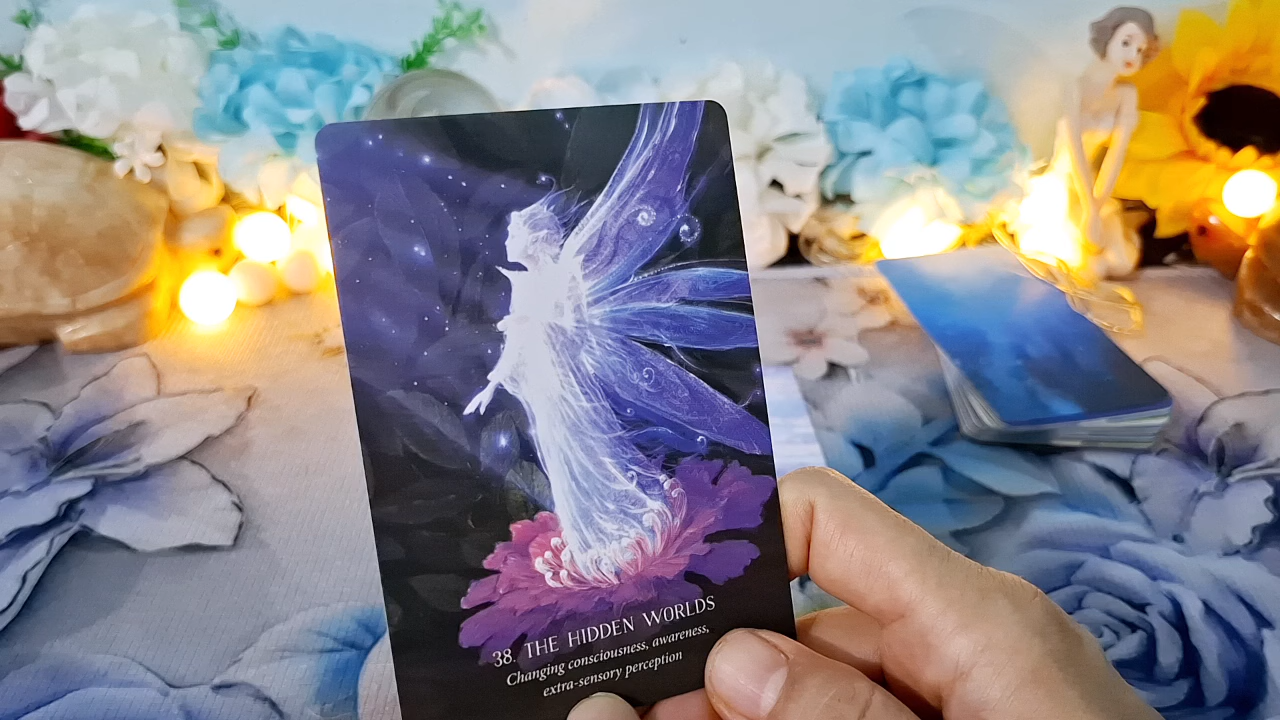 38. THE HIDDEN WORLDS
Changing consciousness, awareness,
extra-sensory perception